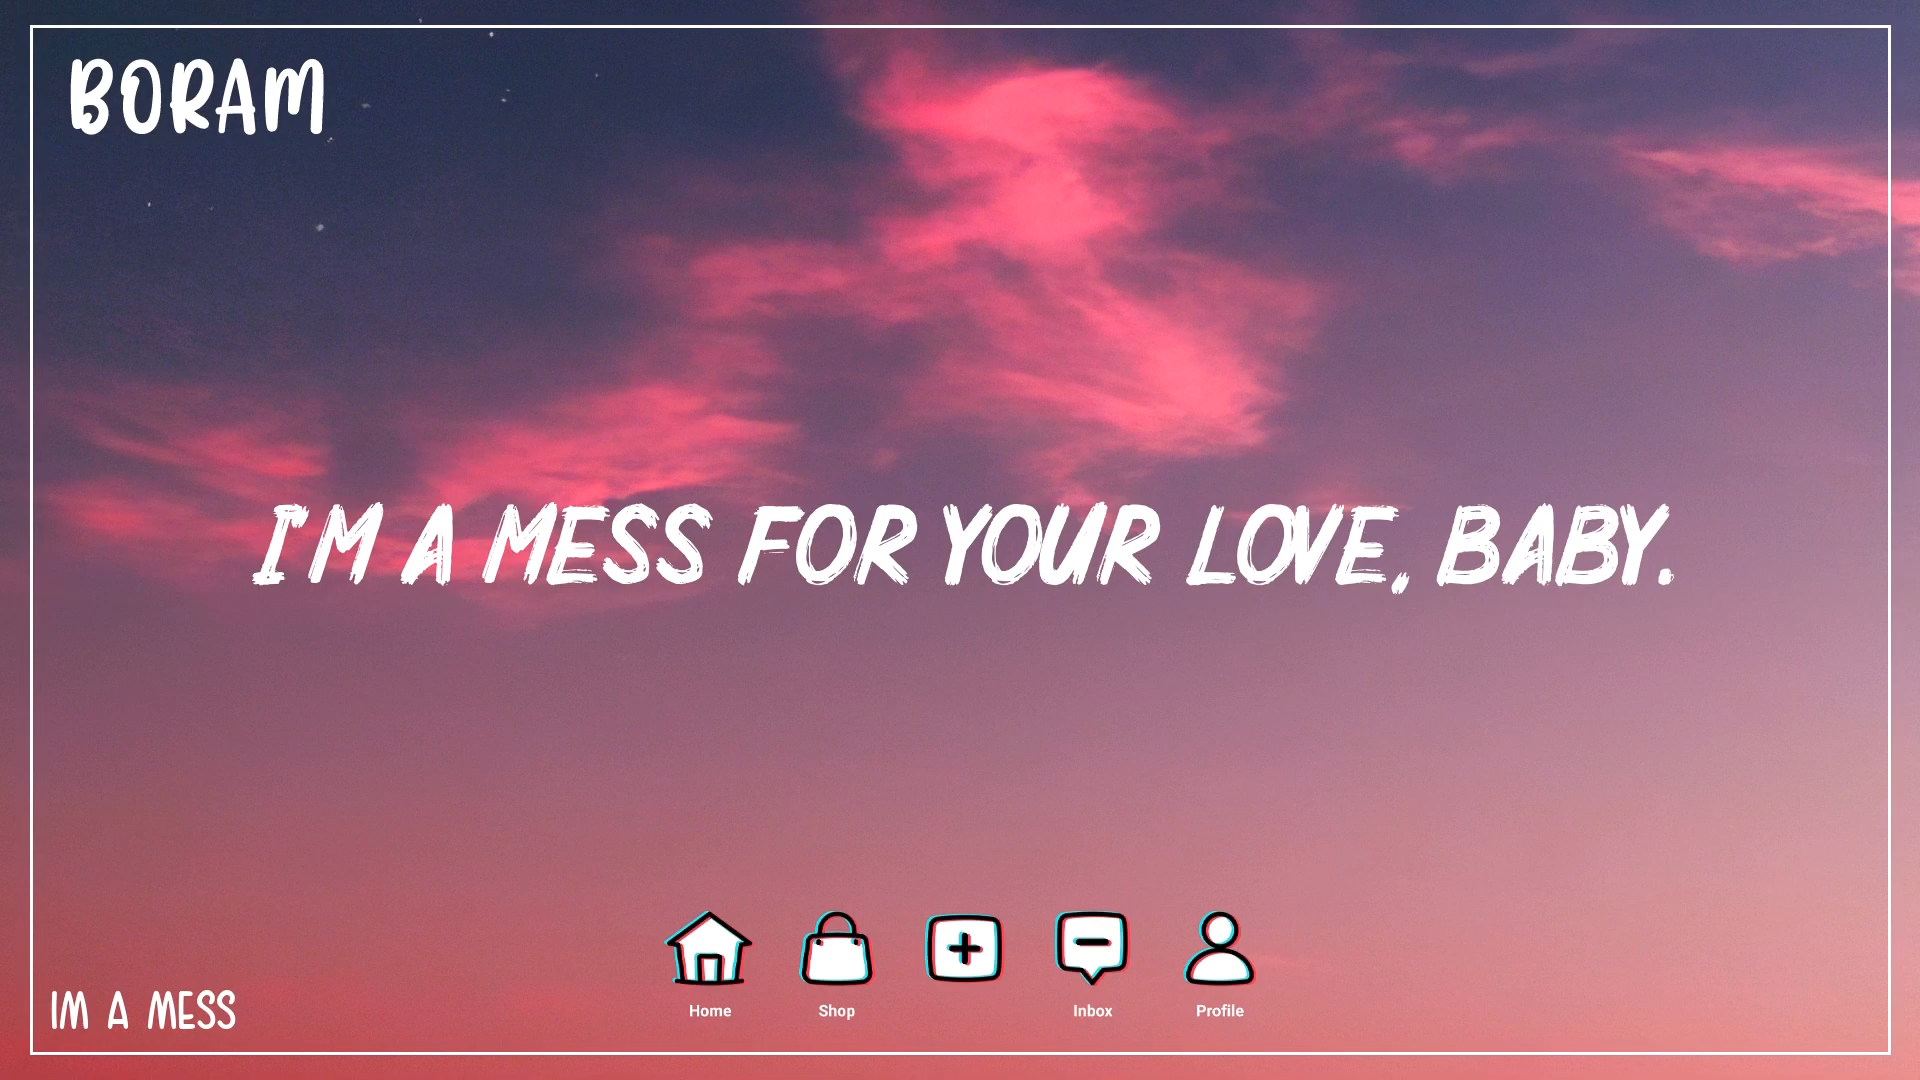 BORAM
I'M A MESS FOR YOUR LOVE, BABY.
Home
Shop
Inbox
Profile
IM A MESS